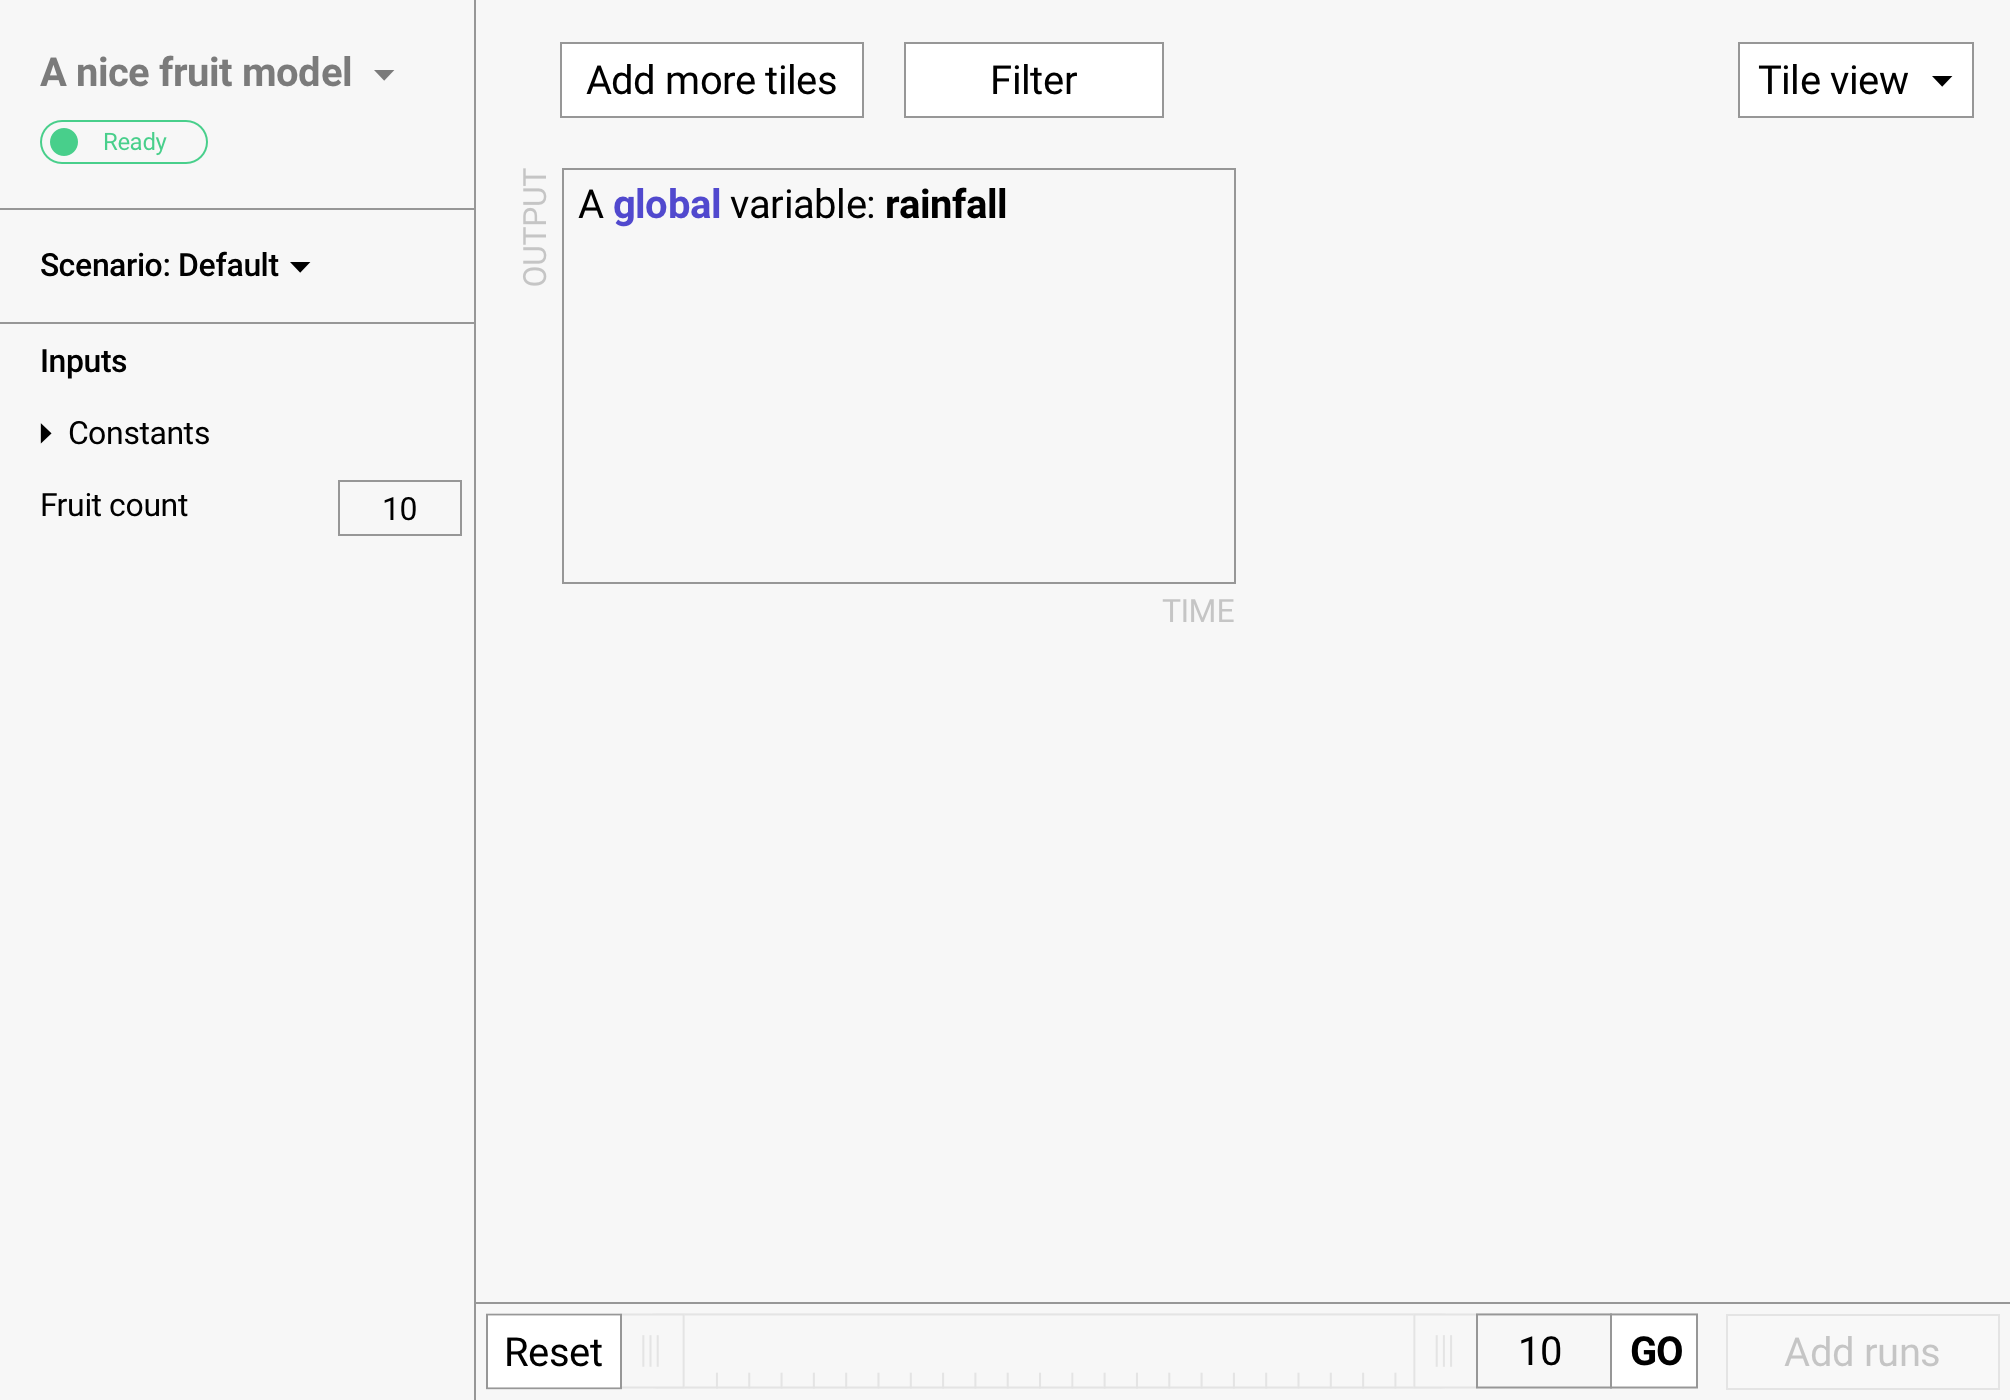 A nice fruit model
Ready
Scenario: Default
Inputs
Constants
Fruit count
10
Add more tiles
Filter
Tile view
OUTPUT
A global variable: rainfall
TIME
Reset
10
GO
Add runs